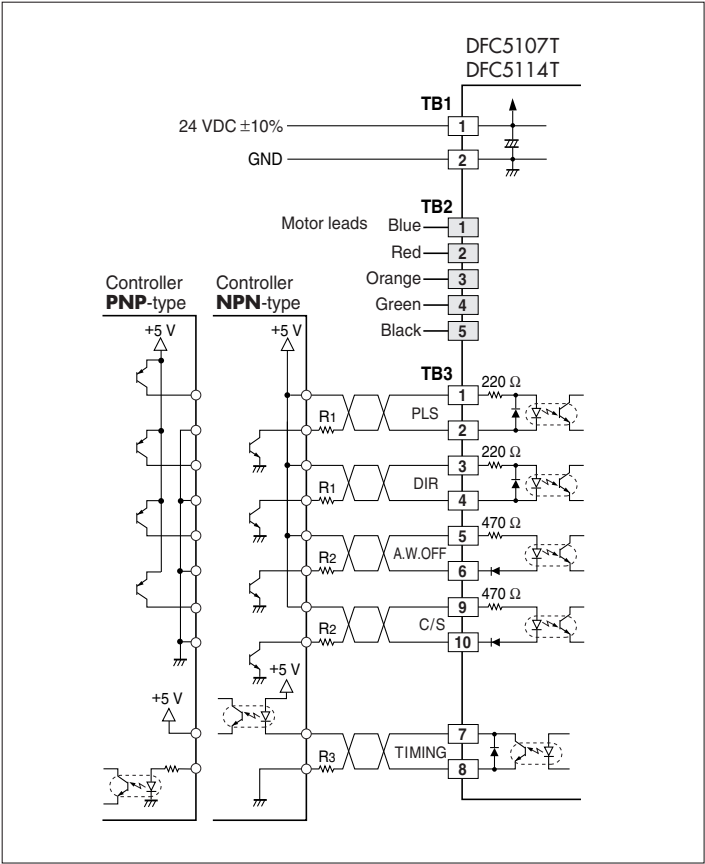 DFC5107T
DFC5114T
TB1
24 VDC ±10%
1
GND
2
TB2
Motor leads
Blue
1
Red
2
Orange
3
Green
4
Black
5
Controller
PNP-type
+5 V
Controller
NPN-type
+5 V
TB3
1
220 Ω
PLS
R1
2
3
220 Ω
DIR
R1
4
5
470 Ω
A.W.OFF
R2
6
9
470 Ω
C/S
R2
10
+5 V
+5 V
7
TIMING
R3
8